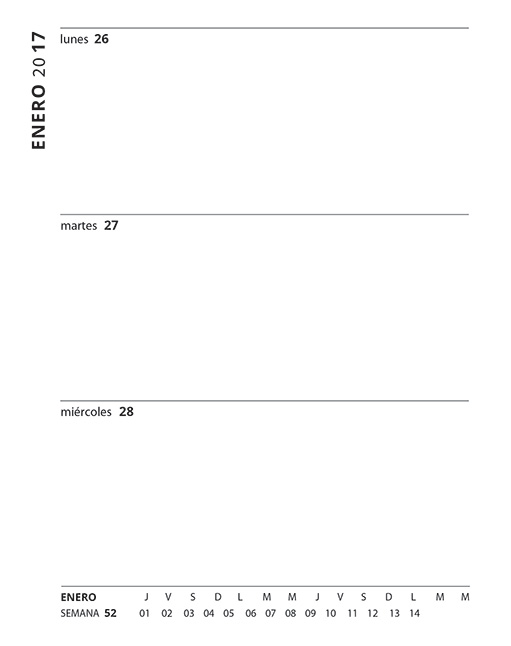 ENERO 2017
lunes 26
martes 27
miércoles 28
ENERO J V S D L M M J V S D L M M
SEMANA 52 01 02 03 04 05 06 07 08 09 10 11 12 13 14